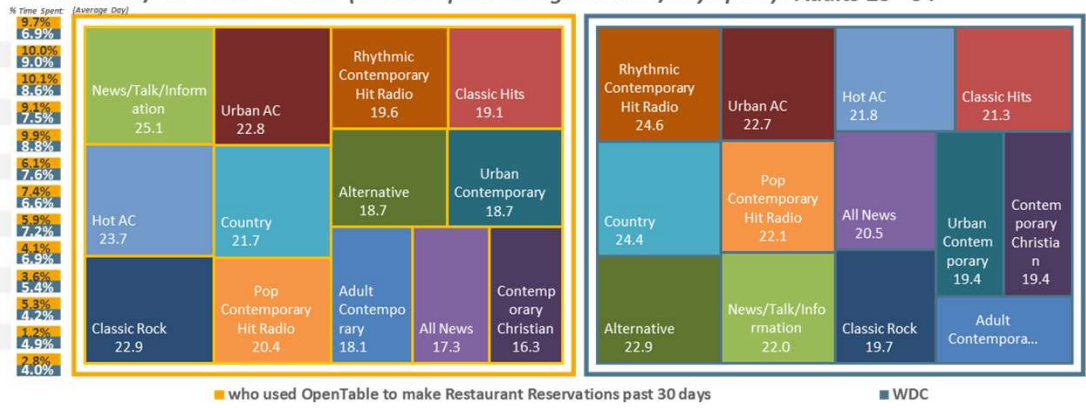 % Time Spent:
(Average Day)
9.7%
6.9%
10.0%
9.0%
10.1%
8.6%
9.1%
7.5%
9.9%
8.8%
6.1%
7.6%
7.4%
6.6%
5.9%
7.2%
4.1%
6.9%
3.6%
5.4%
5.3%
4.2%
1.2%
4.9%
2.8%
4.0%
News/Talk/Inform
ation
25.1
Urban AC
22.8
Rhythmic
Contemporary
Hit Radio
19.6
Classic Hits
19.1
Hot AC
23.7
Country
21.7
Alternative
18.7
Urban
Contemporary
18.7
Classic Rock
22.9
Pop
Contemporary
Hit Radio
20.4
Adult
Contempo
rary
18.1
All News
17.3
Contemp
orary
Christian
16.3
Rhythmic
Contemporary
Hit Radio
24.6
Urban AC
22.7
Hot AC
21.8
Classic Hits
21.3
Country
24.4
Pop
Contemporary
Hit Radio
22.1
All News
20.5
Urban
Contem
porary
19.4
Contem
porary
Christia
n
19.4
Alternative
22.9
News/Talk/Info
rmation
22.0
Classic Rock
19.7
Adult
Contempora...
who used OpenTable to make Restaurant Reservations past 30 days
WDC